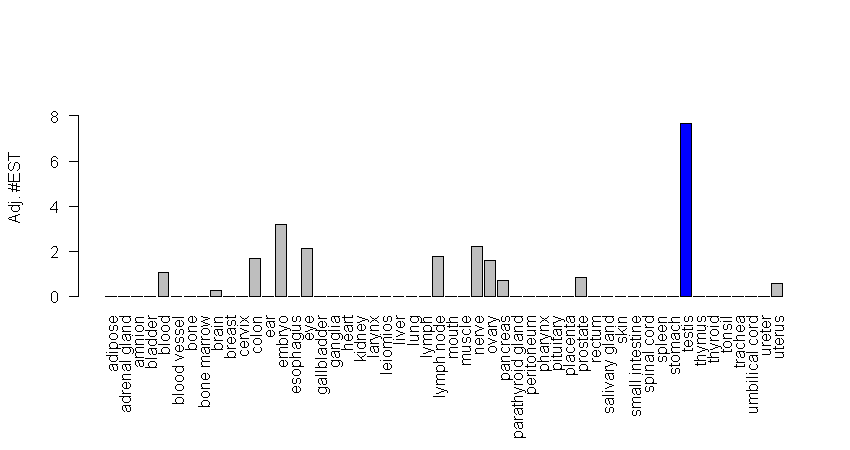 Adj. #EST
8
6
4
2
0
adipose
adrenal gland
amnion
bladder
blood
blood vessel
bone
bone marrow
brain
breast
cervix
colon
ear
embryo
esophagus
eye
gallbladder
ganglia
heart
kidney
larynx
leiomios
liver
lung
lymph
lymph node
mouth
muscle
nerve
ovary
pancreas
parathyroid gland
peritoneum
pharynx
pituitary
placenta
prostate
rectum
salivary gland
skin
small intestine
spinal cord
spleen
stomach
testis
thymus
thyroid
tonsil
trachea
umbilical cord
ureter
uterus